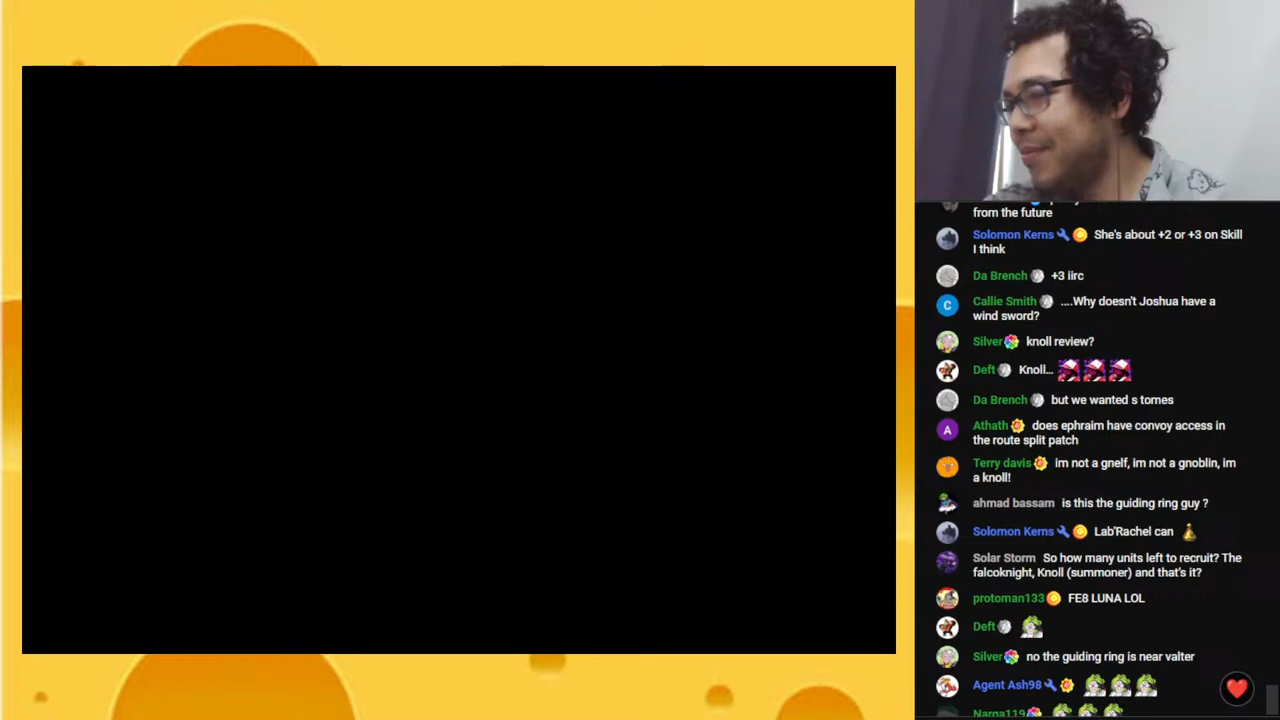 from the future
Solomon Kerns She's about +2 or +3 on Skill
I think
Da Brench +3 iirc
Callie Smith ....Why doesn't Joshua have a
wind sword?
Silver knoll review?
Deft Knoll...
Da Brench but we wanted s tomes
Athath does ephraim have convoy access in
the route split patch
Terry davis im not a gnelf, im not a gnoblin, im
a knoll!
ahmad bassam is this the guiding ring guy ?
Solomon Kerns Lab'Rachel can
Solar Storm So how many units left to recruit? The
falcoknight, Knoll (summoner) and that's it?
protoman133 FE8 LUNA LOL
Deft
Silver no the guiding ring is near valter
Agent Ash98
Narga119